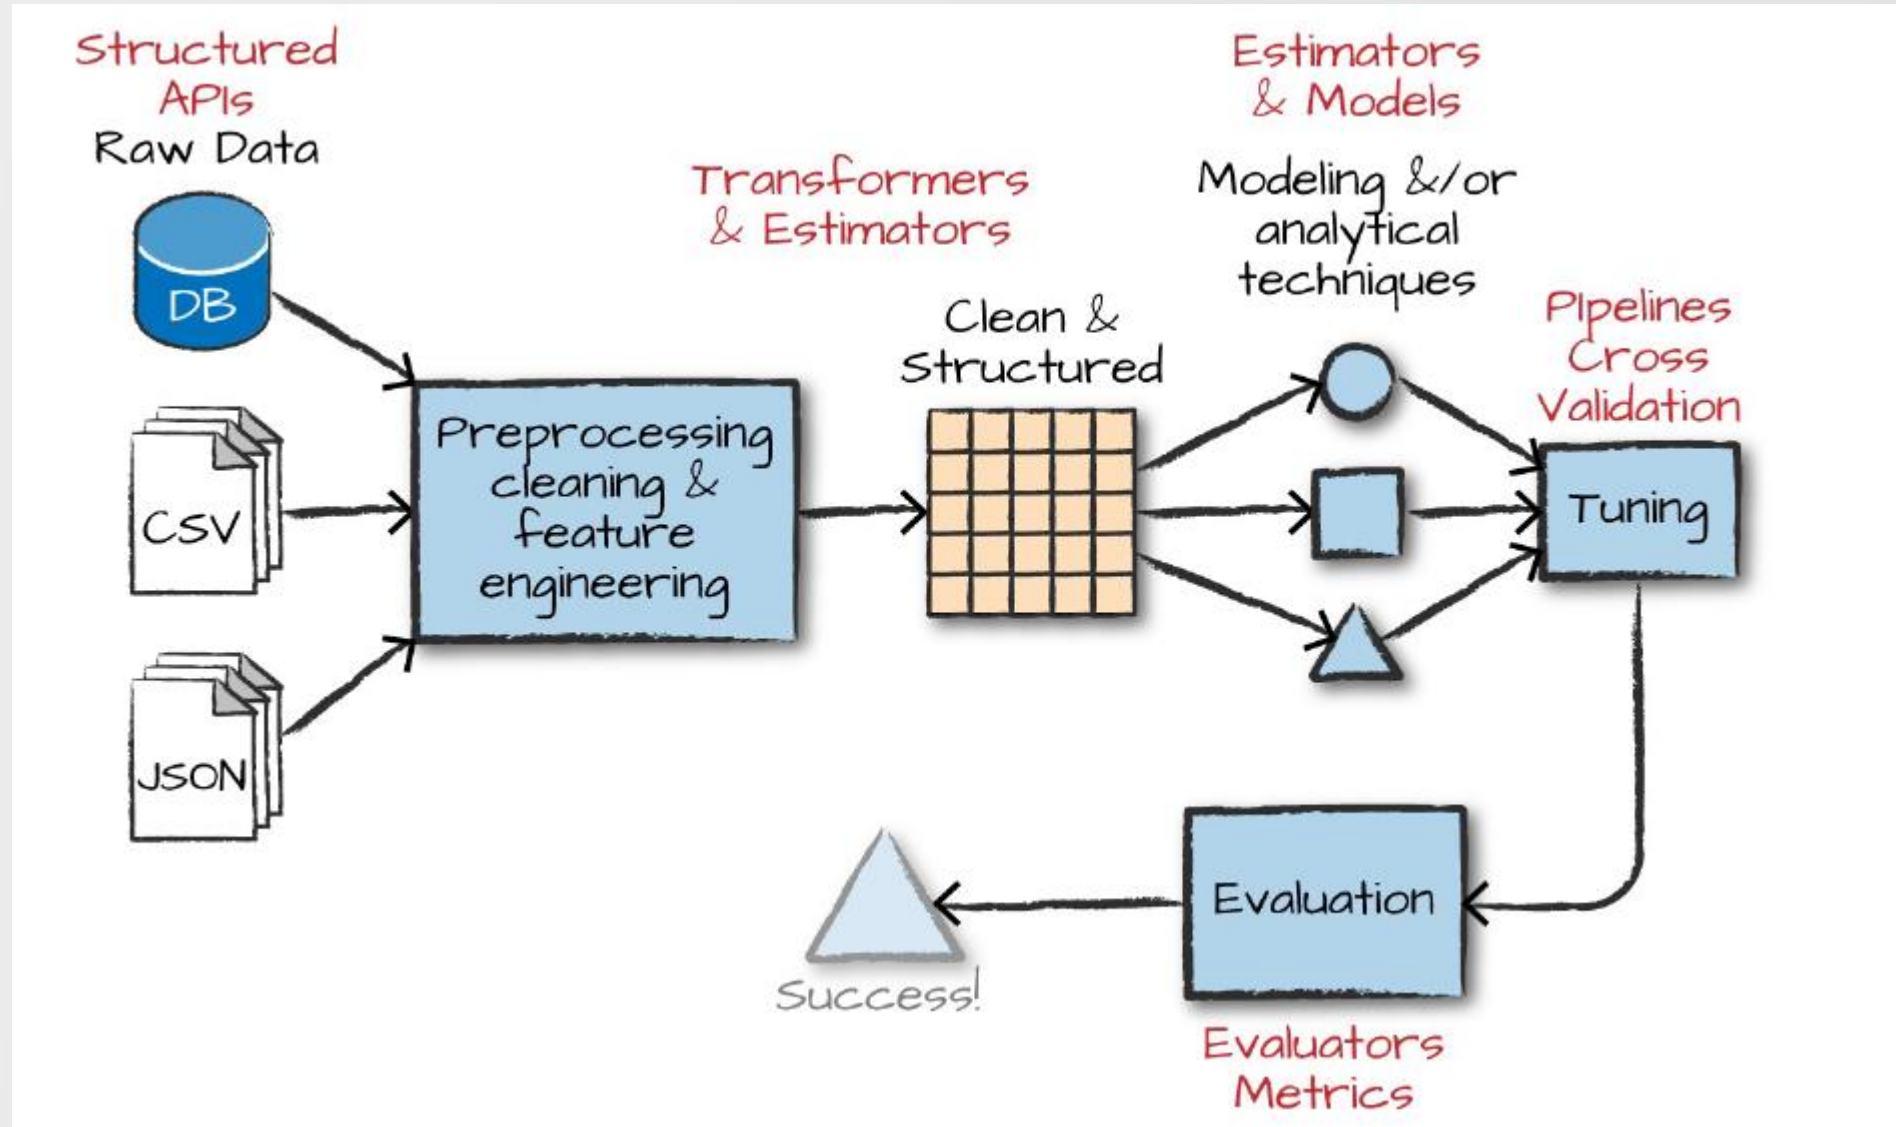 Structured
APIs
Raw Data
DB
CSV
JSON
Preprocessing
cleaning &
feature
engineering
Transformers
& Estimators
Clean &
Structured
Estimators
& Models
Modeling &/or
analytical
techniques
PIpelines
Cross
Validation
Tuning
Evaluation
Evaluators
Metrics
Success!